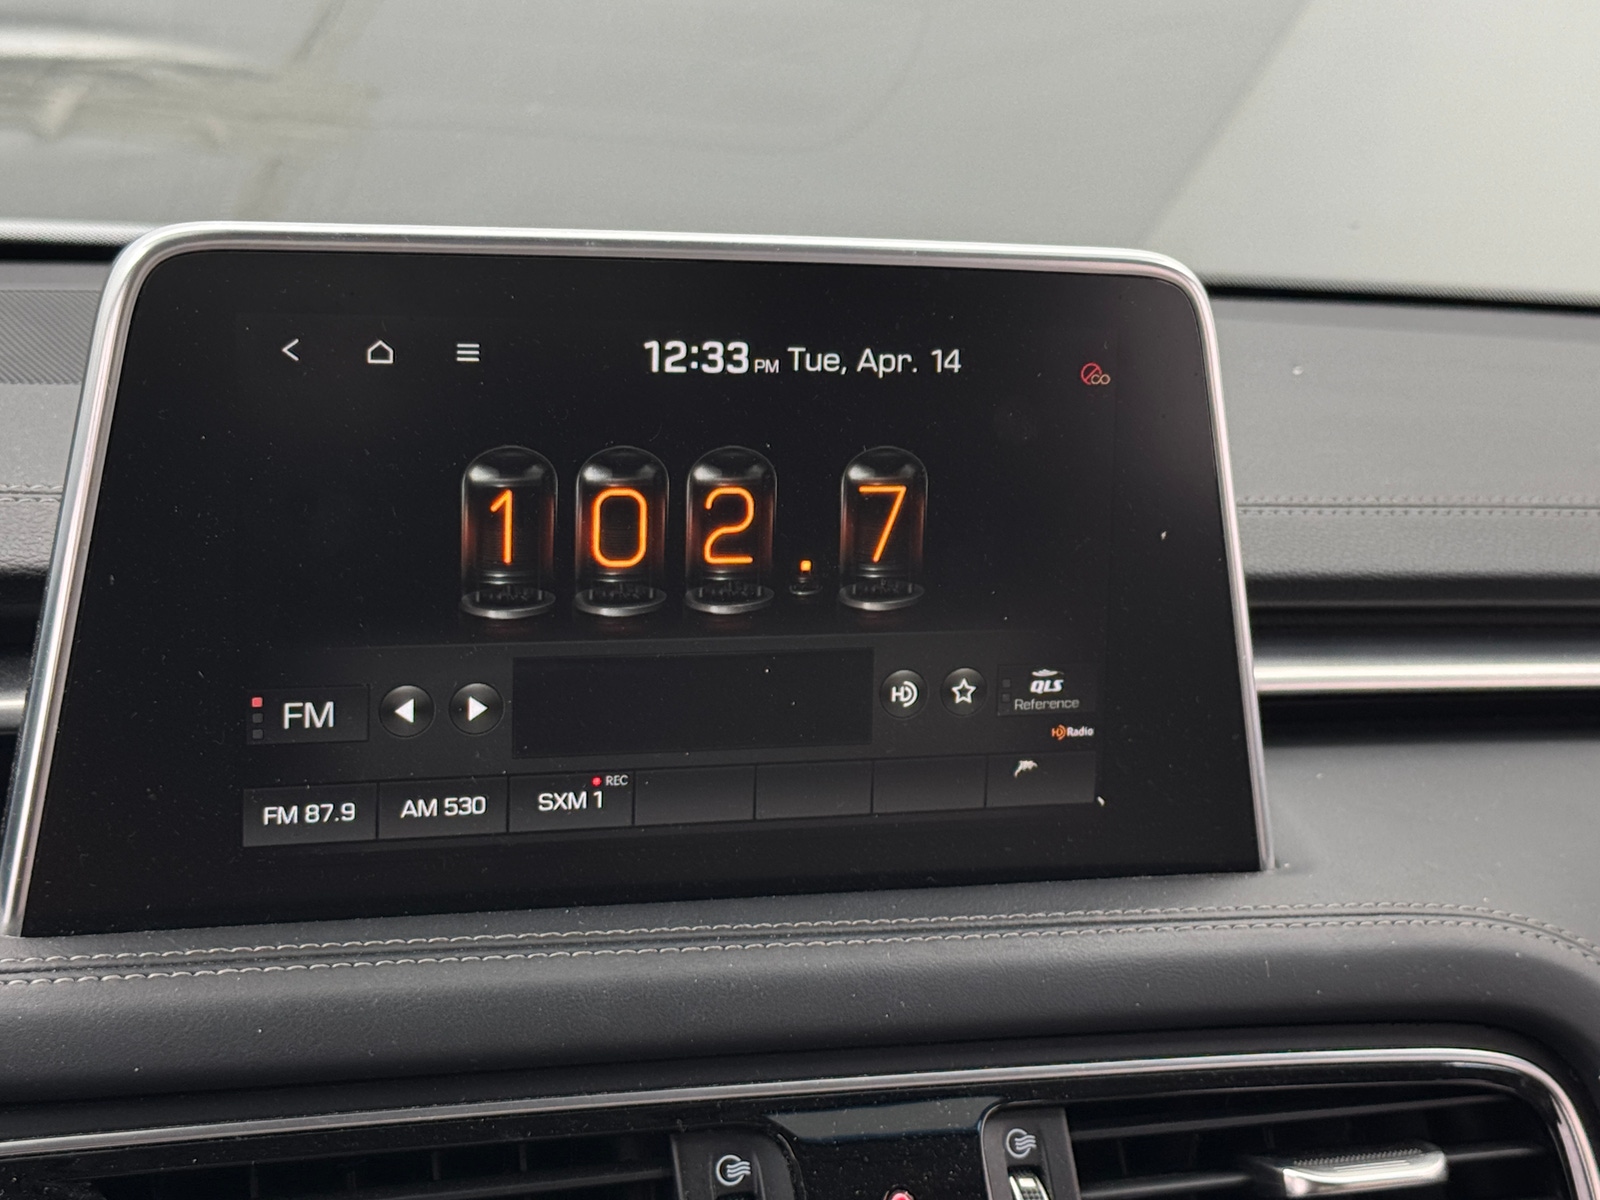 12:33 PM Tue, Apr. 14
102.7
FM
HD
QLS
Reference
HD Radio
FM 87.9
AM 530
SXM 1
REC